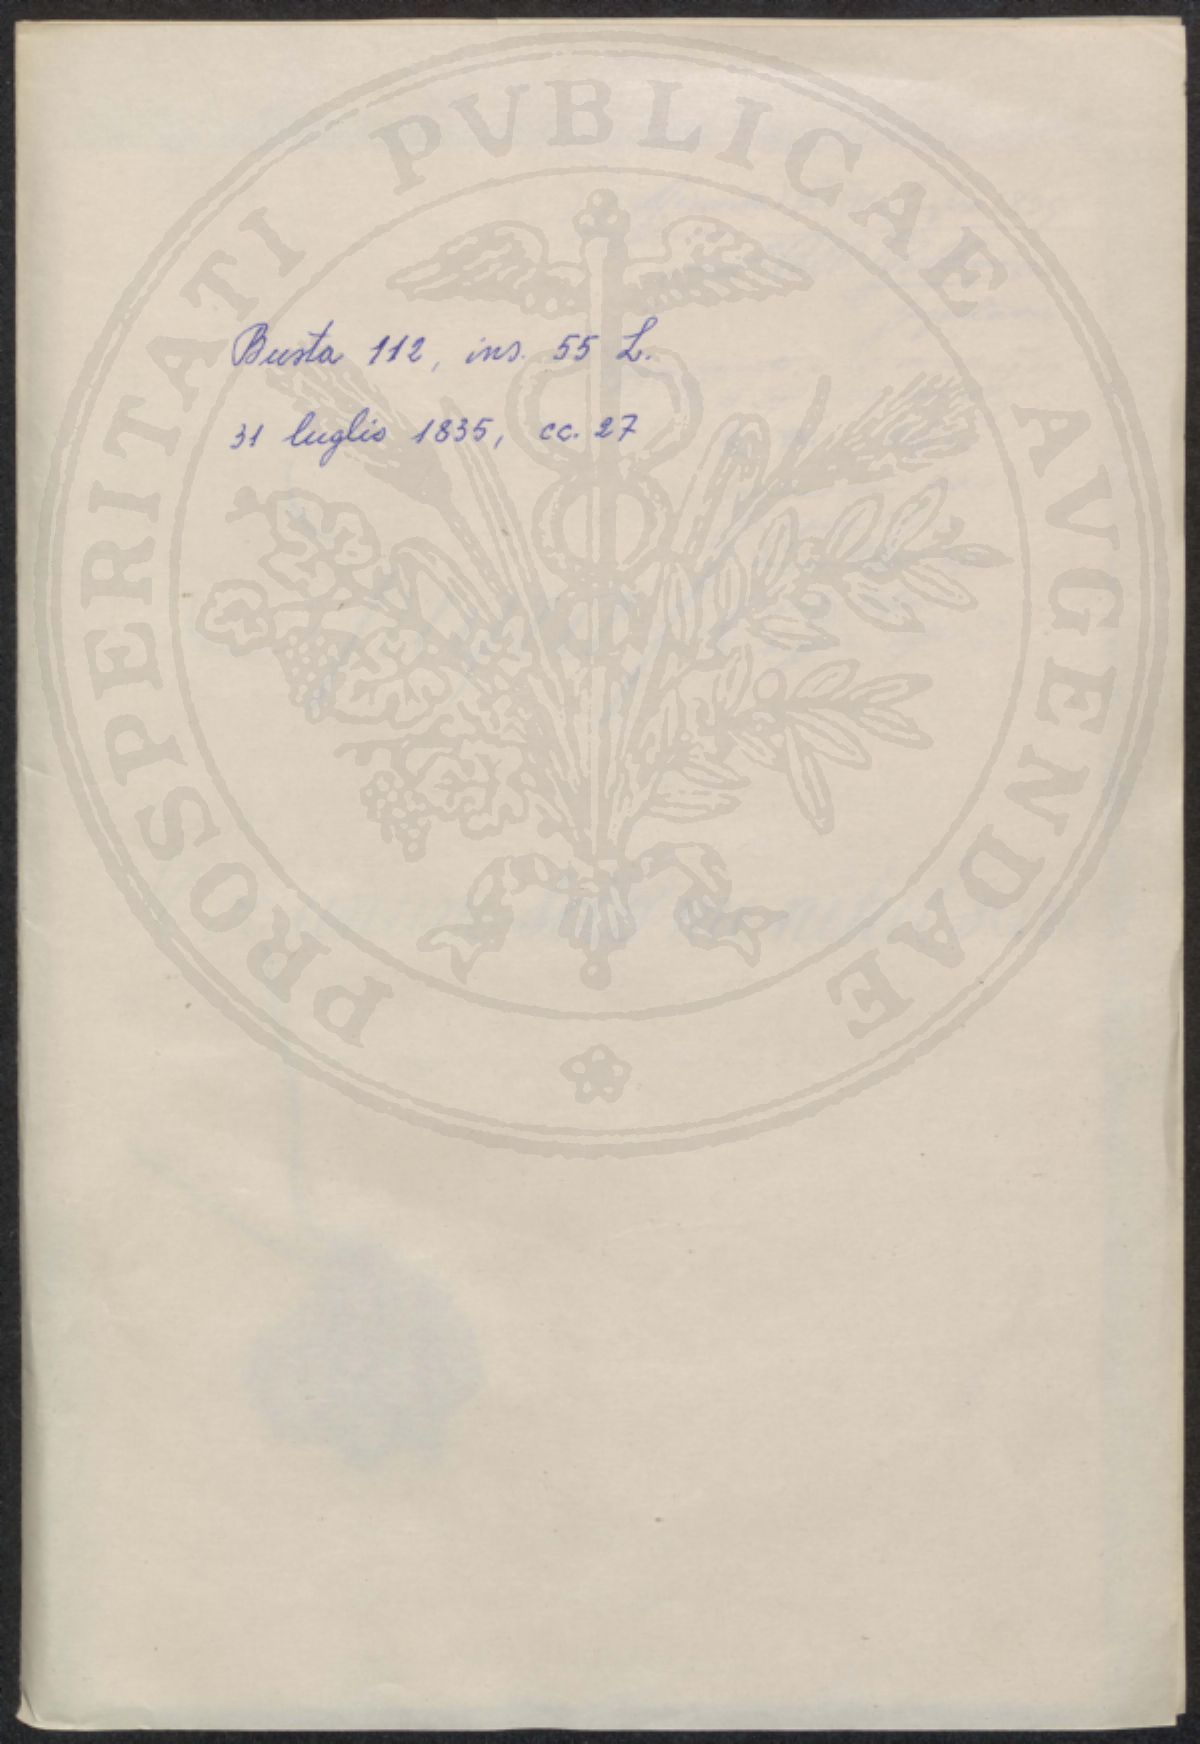 Busta 112, ins. 55 L.
31 luglio 1835, cc. 27
PROSPERITATI PVBLICAE AVGENDAE